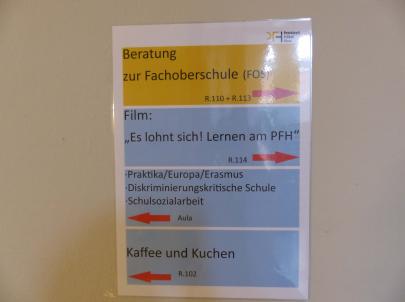 Beratung
zur Fachoberschule (FOS)
R.110 + R.113
Film:
„Es lohnt sich! Lernen am PFH“
R.114
·Praktika/Europa/Erasmus
·Diskriminierungskritische Schule
·Schulsozialarbeit
Aula
Kaffee und Kuchen
R.102